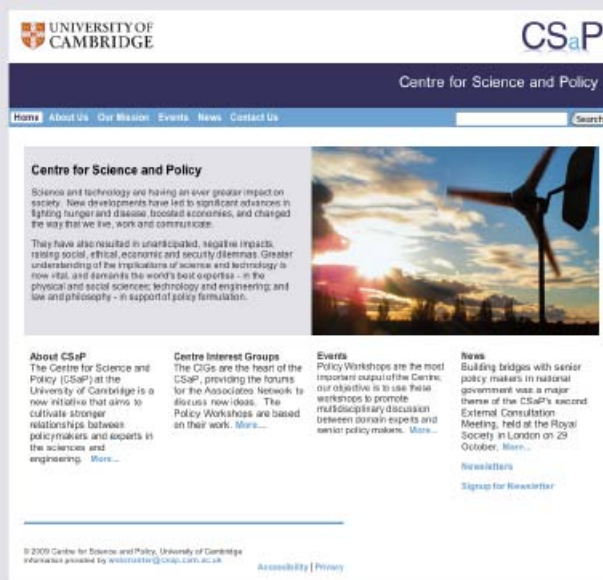 UNIVERSITY OF
CAMBRIDGE
CSaP
Centre for Science and Policy
Home About Us Our Mission Events News Contact Us
Search
Centre for Science and Policy
Science and technology are having an ever greater impact on
society. New developments have led to significant advances in
fighting hunger and disease, boosted economies, and changed
the way that we live, work and communicate.
They have also resulted in unanticipated, negative impacts,
raising social, ethical, economic and security dilemmas. Greater
understanding of the implications of science and technology is
now vital, and demands the world's best expertise - in the
physical and social sciences; technology and engineering; and
law and philosophy - in support of policy formulation.
About CSaP
The Centre for Science and
Policy (CSaP) at the
University of Cambridge is a
new initiative that aims to
cultivate stronger
relationships between
policymakers and experts in
the sciences and
engineering. More...
Centre Interest Groups
The CIGs are the heart of the
CSaP, providing the forums
for the Associates Network to
discuss new ideas. The
Policy Workshops are based
on their work. More....
Events
Policy Workshops are the most
important output of the Centre,
our objective is to use these
workshops to promote
multidisciplinary discussion
between domain experts and
senior policy makers. More...
News
Building bridges with senior
policy makers in national
government was a major
theme of the CSaP's second
External Consultation
Meeting, held at the Royal
Society in London on 29
October. More...
Newsletters
Signup for Newsletter
© 2009 Centre for Science and Policy, University of Cambridge
Information provided by webmaster@csap.cam.ac.uk
Accessibility | Privacy